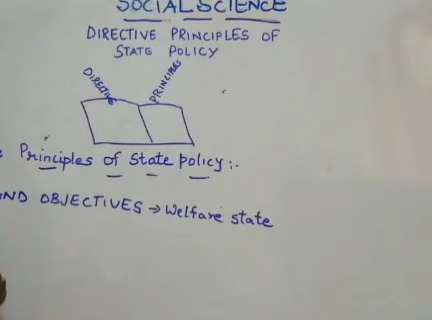 SOCIAL SCIENCE
DIRECTIVE PRINCIPLES OF
STATE POLICY
DIRECTIVE
PRINCIPLES
Principles of State policy:-
OBJECTIVES → Welfare state